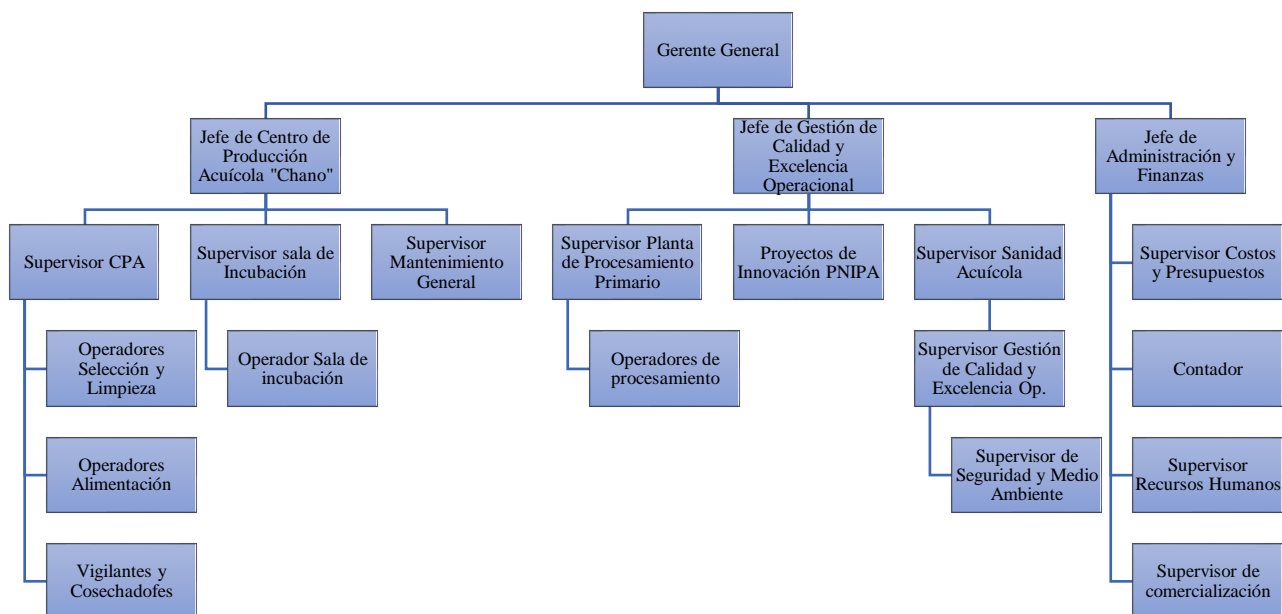 Gerente General
Jefe de Centro de
Producción
Acuícola "Chano"
Jefe de Gestión de
Calidad y
Excelencia
Operacional
Jefe de
Administración y
Finanzas
Supervisor CPA
Supervisor sala de
Incubación
Supervisor
Mantenimiento
General
Supervisor Planta
de Procesamiento
Primario
Proyectos de
Innovación PNIPA
Supervisor Sanidad
Acuícola
Supervisor Costos
y Presupuestos
Operadores
Selección y
Limpieza
Operador Sala de
incubación
Operadores de
procesamiento
Supervisor Gestión
de Calidad y
Excelencia Op.
Contador
Operadores
Alimentación
Supervisor de
Seguridad y Medio
Ambiente
Supervisor
Recursos Humanos
Vigilantes y
Cosechadofes
Supervisor de
comercialización